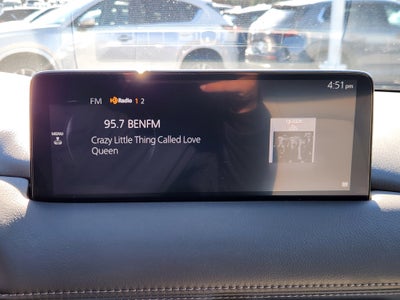 4:51 pm
FM HD Radio 1 2
95.7 BENFM
MENU
Crazy Little Thing Called Love
Queen